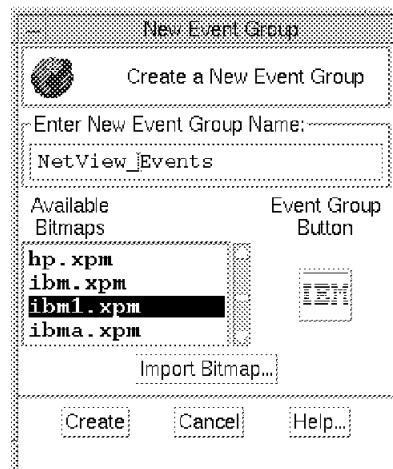 New Event Group
Create a New Event Group
Enter New Event Group Name:
NetView_Events
Available Bitmaps
Event Group Button
hp.xpm
ibm.xpm
ibm1.xpm
ibma.xpm
IBM
Import Bitmap...
Create Cancel Help...